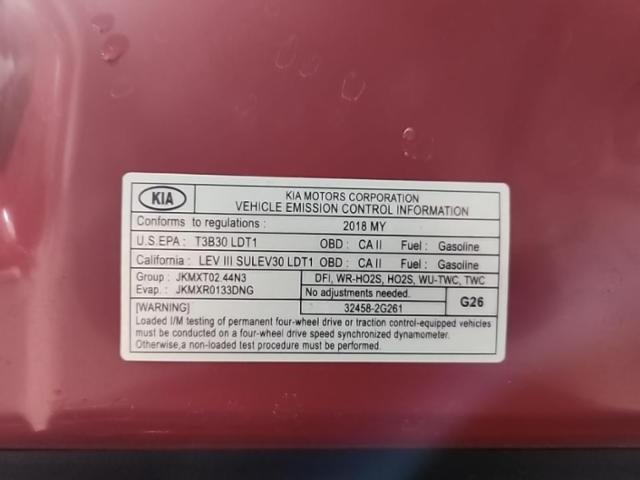 KIA
KIA MOTORS CORPORATION
VEHICLE EMISSION CONTROL INFORMATION
Conforms to regulations : 2018 MY
U.S.EPA : T3B30 LDT1 OBD : CA II Fuel : Gasoline
California : LEV III SULEV30 LDT1 OBD : CA II Fuel : Gasoline
Group : JKMXT02.44N3 DFI, WR-HO2S, HO2S, WU-TWC, TWC
Evap. : JKMXR0133DNG No adjustments needed. G26
[WARNING] 32458-2G261
Loaded I/M testing of permanent four-wheel drive or traction control-equipped vehicles
must be conducted on a four-wheel drive speed synchronized dynamometer.
Otherwise,a non-loaded test procedure must be performed.